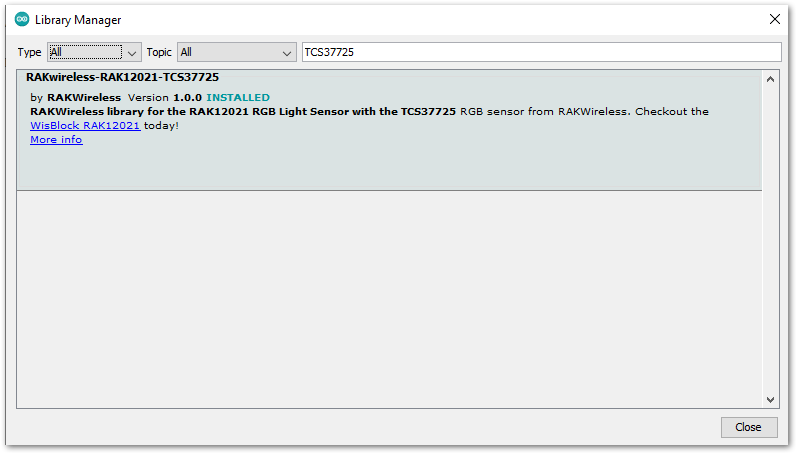 Library Manager
Type All Topic All TCS37725
RAKwireless-RAK12021-TCS37725
by RAKWireless Version 1.0.0 INSTALLED
RAKWireless library for the RAK12021 RGB Light Sensor with the TCS37725 RGB sensor from RAKWireless. Checkout the
WisBlock RAK12021 today!
More info
Close